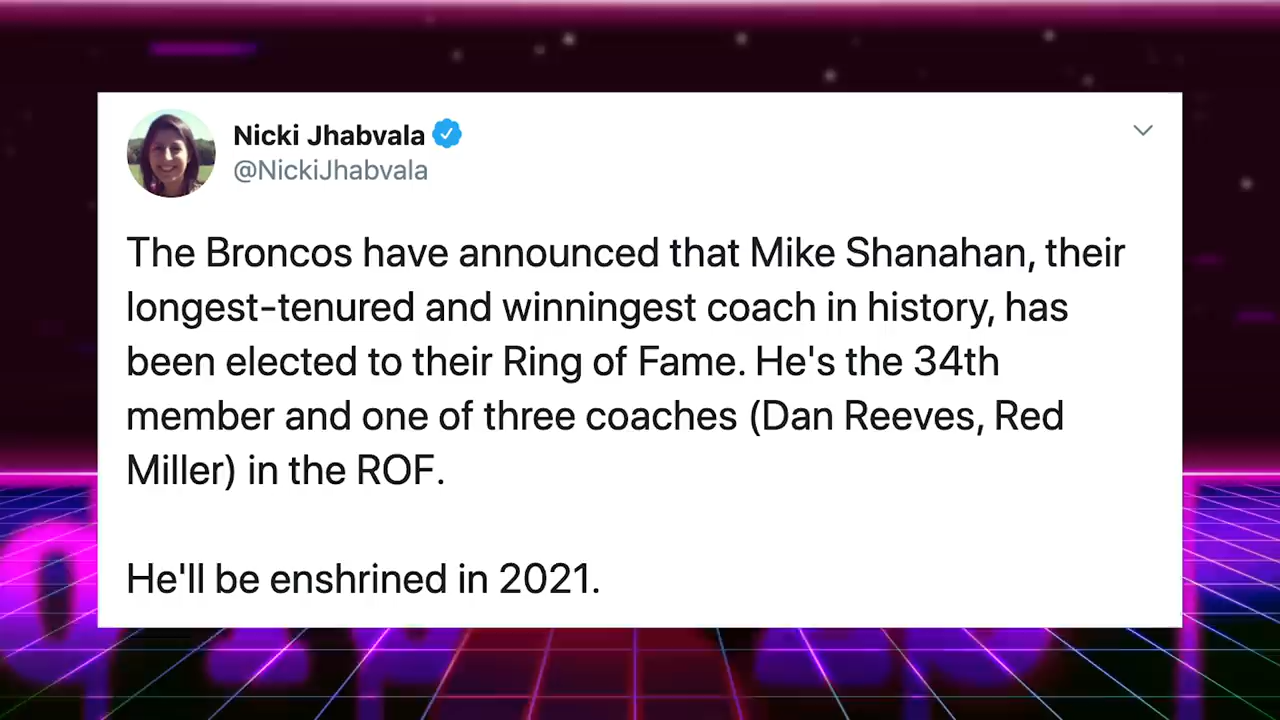 Nicki Jhabvala
@NickiJhabvala
The Broncos have announced that Mike Shanahan, their
longest-tenured and winningest coach in history, has
been elected to their Ring of Fame. He's the 34th
member and one of three coaches (Dan Reeves, Red
Miller) in the ROF.
He'll be enshrined in 2021.